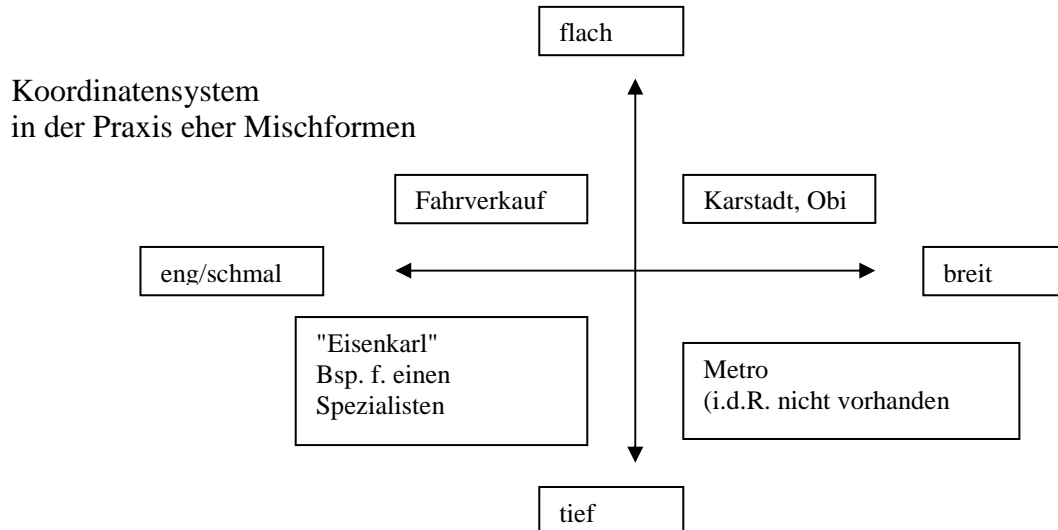 flach
Koordinatensystem
in der Praxis eher Mischformen
Fahrverkauf
Karstadt, Obi
eng/schmal
breit
"Eisenkarl"
Bsp. f. einen
Spezialisten
Metro
(i.d.R. nicht vorhanden
tief